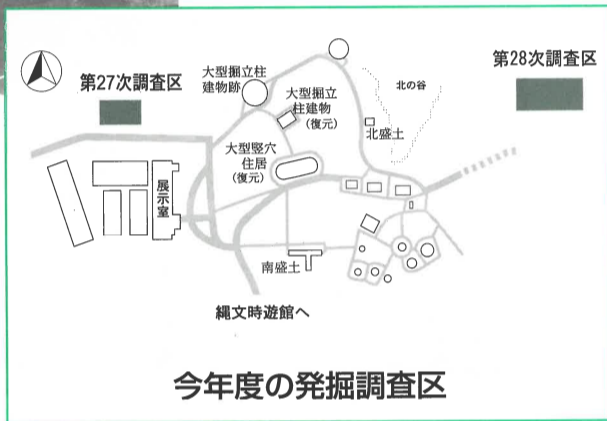 第27次調査区
大型掘立柱
建物跡
大型掘立
柱建物
(復元)
北の谷
第28次調査区
北盛土
大型竪穴
住居
(復元)
展示室
南盛土
縄文時遊館へ
今年度の発掘調査区